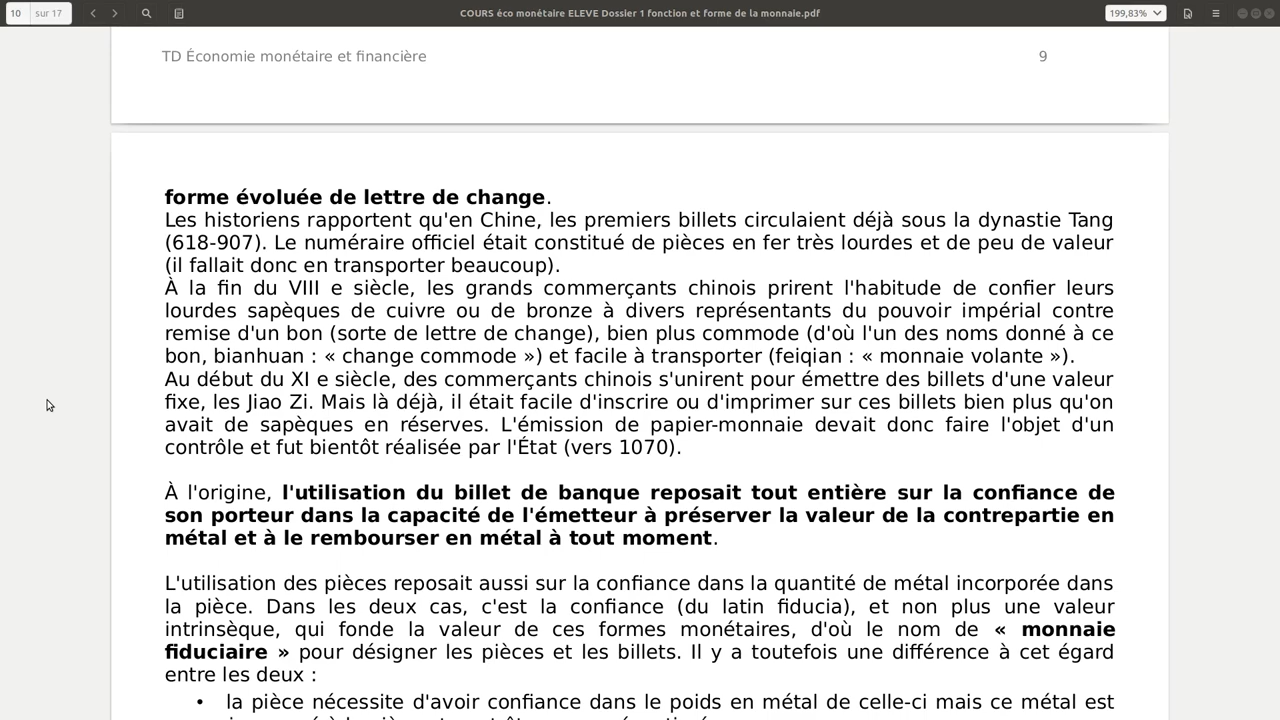 10 sur 17
COURS éco monétaire ELEVE Dossier 1 fonction et forme de la monnaie.pdf
199,83%
TD Économie monétaire et financière 9
forme évoluée de lettre de change.
Les historiens rapportent qu'en Chine, les premiers billets circulaient déjà sous la dynastie Tang
(618-907). Le numéraire officiel était constitué de pièces en fer très lourdes et de peu de valeur
(il fallait donc en transporter beaucoup).
À la fin du VIII e siècle, les grands commerçants chinois prirent l'habitude de confier leurs
lourdes sapèques de cuivre ou de bronze à divers représentants du pouvoir impérial contre
remise d'un bon (sorte de lettre de change), bien plus commode (d'où l'un des noms donné à ce
bon, bianhuan : « change commode ») et facile à transporter (feiqian : « monnaie volante »).
Au début du XI e siècle, des commerçants chinois s'unirent pour émettre des billets d'une valeur
fixe, les Jiao Zi. Mais là déjà, il était facile d'inscrire ou d'imprimer sur ces billets bien plus qu'on
avait de sapèques en réserves. L'émission de papier-monnaie devait donc faire l'objet d'un
contrôle et fut bientôt réalisée par l'État (vers 1070).
À l'origine, l'utilisation du billet de banque reposait tout entière sur la confiance de
son porteur dans la capacité de l'émetteur à préserver la valeur de la contrepartie en
métal et à le rembourser en métal à tout moment.
L'utilisation des pièces reposait aussi sur la confiance dans la quantité de métal incorporée dans
la pièce. Dans les deux cas, c'est la confiance (du latin fiducia), et non plus une valeur
intrinsèque, qui fonde la valeur de ces formes monétaires, d'où le nom de « monnaie
fiduciaire » pour désigner les pièces et les billets. Il y a toutefois une différence à cet égard
entre les deux :
• la pièce nécessite d'avoir confiance dans le poids en métal de celle-ci mais ce métal est